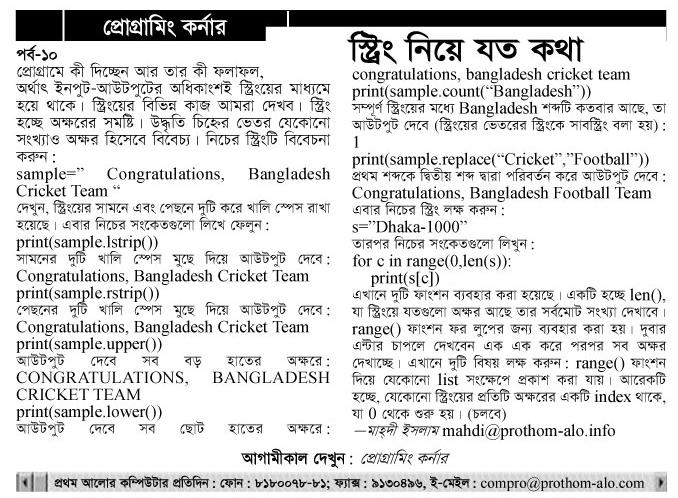 প্রোগ্রামিং কর্নার
স্ট্রিং নিয়ে যত কথা
পর্ব-১০
প্রোগ্রামে কী দিচ্ছেন আর তার কী ফলাফল,
অর্থাৎ ইনপুট-আউটপুটের অধিকাংশই স্ট্রিংয়ের মাধ্যমে
হয়ে থাকে। স্ট্রিংয়ের বিভিন্ন কাজ আমরা দেখব। স্ট্রিং
হচ্ছে অক্ষরের সমষ্টি। উদ্ধৃতি চিহ্নের ভেতর যেকোনো
সংখ্যাও অক্ষর হিসেবে বিবেচ্য। নিচের স্ট্রিংটি বিবেচনা
করুন :
sample=” Congratulations, Bangladesh
Cricket Team “
দেখুন, স্ট্রিংয়ের সামনে এবং পেছনে দুটি করে খালি স্পেস রাখা
হয়েছে। এবার নিচের সংকেতগুলো লিখে ফেলুন :
print(sample.lstrip())
সামনের দুটি খালি স্পেস মুছে দিয়ে আউটপুট দেবে :
Congratulations, Bangladesh Cricket Team
print(sample.rstrip())
পেছনের দুটি খালি স্পেস মুছে দিয়ে আউটপুট দেবে :
Congratulations, Bangladesh Cricket Team
print(sample.upper())
আউটপুট দেবে সব বড় হাতের অক্ষরে :
CONGRATULATIONS, BANGLADESH
CRICKET TEAM
print(sample.lower())
আউটপুট দেবে সব ছোট হাতের অক্ষরে :
congratulations, bangladesh cricket team
print(sample.count(“Bangladesh”))
সম্পূর্ণ স্ট্রিংয়ের মধ্যে Bangladesh শব্দটি কতবার আছে, তা
আউটপুট দেবে (স্ট্রিংয়ের ভেতরের স্ট্রিংকে সাবস্ট্রিং বলা হয়) :
1
print(sample.replace(“Cricket”,”Football”))
প্রথম শব্দকে দ্বিতীয় শব্দ দ্বারা পরিবর্তন করে আউটপুট দেবে :
Congratulations, Bangladesh Football Team
এবার নিচের স্ট্রিং লক্ষ করুন :
s=”Dhaka-1000”
তারপর নিচের সংকেতগুলো লিখুন :
for c in range(0,len(s)):
print(s[c])
এখানে দুটি ফাংশন ব্যবহার করা হয়েছে। একটি হচ্ছে len(),
যা স্ট্রিংয়ে যতগুলো অক্ষর আছে তার সর্বমোট সংখ্যা দেখাবে।
range() ফাংশন ফর লুপের জন্য ব্যবহার করা হয়। দুবার
এন্টার চাপলে দেখবেন এক এক করে পরপর সব অক্ষর
দেখাচ্ছে। এখানে দুটি বিষয় লক্ষ করুন : range() ফাংশন
দিয়ে যেকোনো list সংক্ষেপে প্রকাশ করা যায়। আরেকটি
হচ্ছে, যেকোনো স্ট্রিংয়ের প্রতিটি অক্ষরের একটি index থাকে,
যা 0 থেকে শুরু হয়। (চলবে)
—মাহ্‌দী ইসলাম mahdi@prothom-alo.info
আগামীকাল দেখুন : প্রোগ্রামিং কর্নার
প্রথম আলোর কম্পিউটার প্রতিদিন : ফোন : ৮১৮০০৭৮-৮১; ফ্যাক্স : ৯১৩০৪৯৬, ই-মেইল : compro@prothom-alo.com